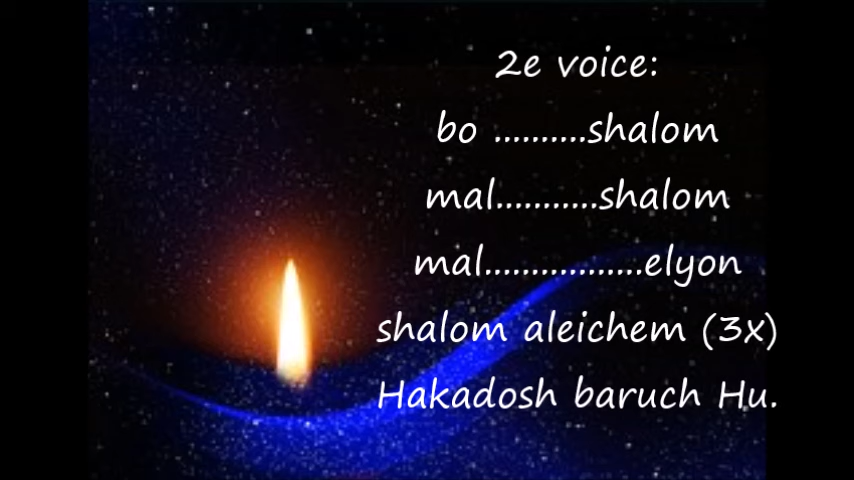 2e voice:
bo ..........shalom
mal...........shalom
mal.................elyon
shalom aleichem (3x)
Hakadosh baruch Hu.